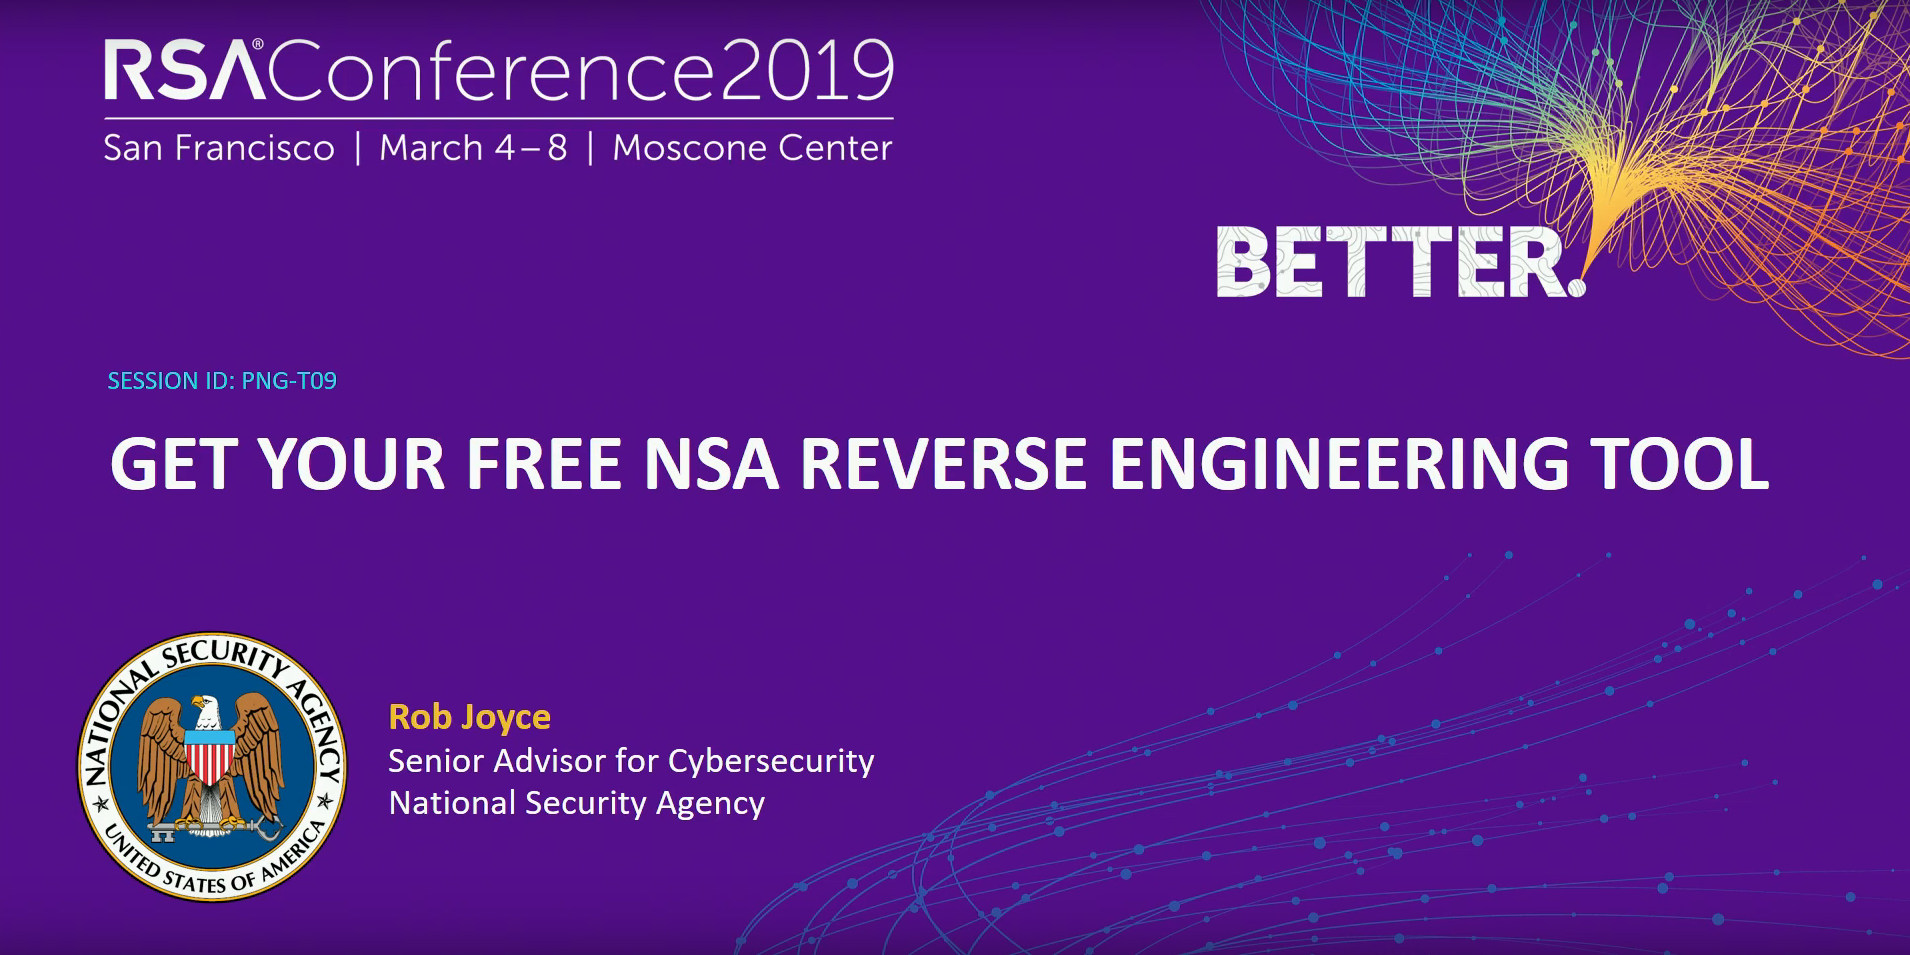 RSA®Conference2019
San Francisco | March 4–8 | Moscone Center
BETTER.
SESSION ID: PNG-T09
GET YOUR FREE NSA REVERSE ENGINEERING TOOL
NATIONAL SECURITY AGENCY
UNITED STATES OF AMERICA
Rob Joyce
Senior Advisor for Cybersecurity
National Security Agency